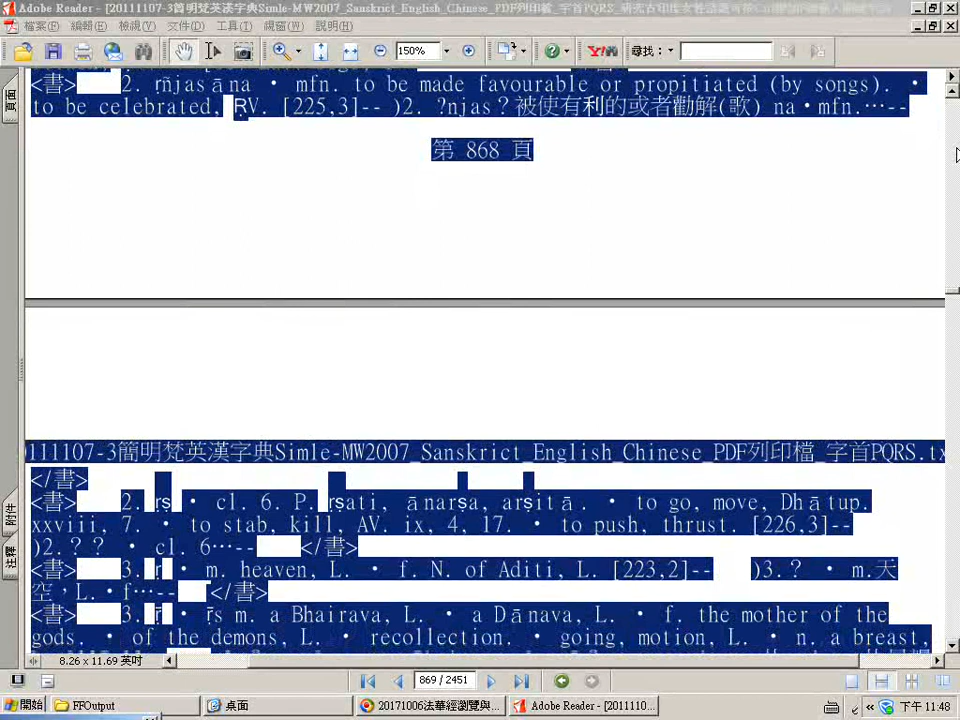 Adobe Reader - [20111107-3簡明梵英漢字典Simle-MW2007_Sanskrit_English_Chinese_PDF列印檔_字首PQRS_
檔案(F) 編輯(E) 檢視(V) 文件(D) 工具(T) 視窗(W) 說明(H)
150% 尋找:
頁面
<書> 2. ṛñjasāna • mfn. to be made favourable or propitiated (by songs). •
to be celebrated, ṚV. [225,3]-- )2. ?njas？被使有利的或者勸解(歌) na•mfn.…--
第 868 頁
111107-3簡明梵英漢字典Simle-MW2007_Sanskrit_English_Chinese_PDF列印檔_字首PQRS.tx
</書>
<書> 2. ṛṣ • cl. 6. P. ṛṣati, ānarṣa, arṣitā. • to go, move, Dhātup.
xxviii, 7. • to stab, kill, AV. ix, 4, 17. • to push, thrust. [226,3]--
)2.？？ • cl. 6…-- </書>
<書> 3. ṛ • m. heaven, L. • f. N. of Aditi, L. [223,2]-- )3.？ • m.天
空，L.•f…-- </書>
<書> 3. ṝ • ṝs m. a Bhairava, L. • a Dānava, L. • f. the mother of the
gods. • of the demons, L. • recollection. • going, motion, L. • n. a breast,
附件
注釋
8.26 x 11.69 英吋
869 / 2451
開始 FFOutput 桌面 20171006法華經瀏覽與... Adobe Reader - [2011110... 下午 11:48